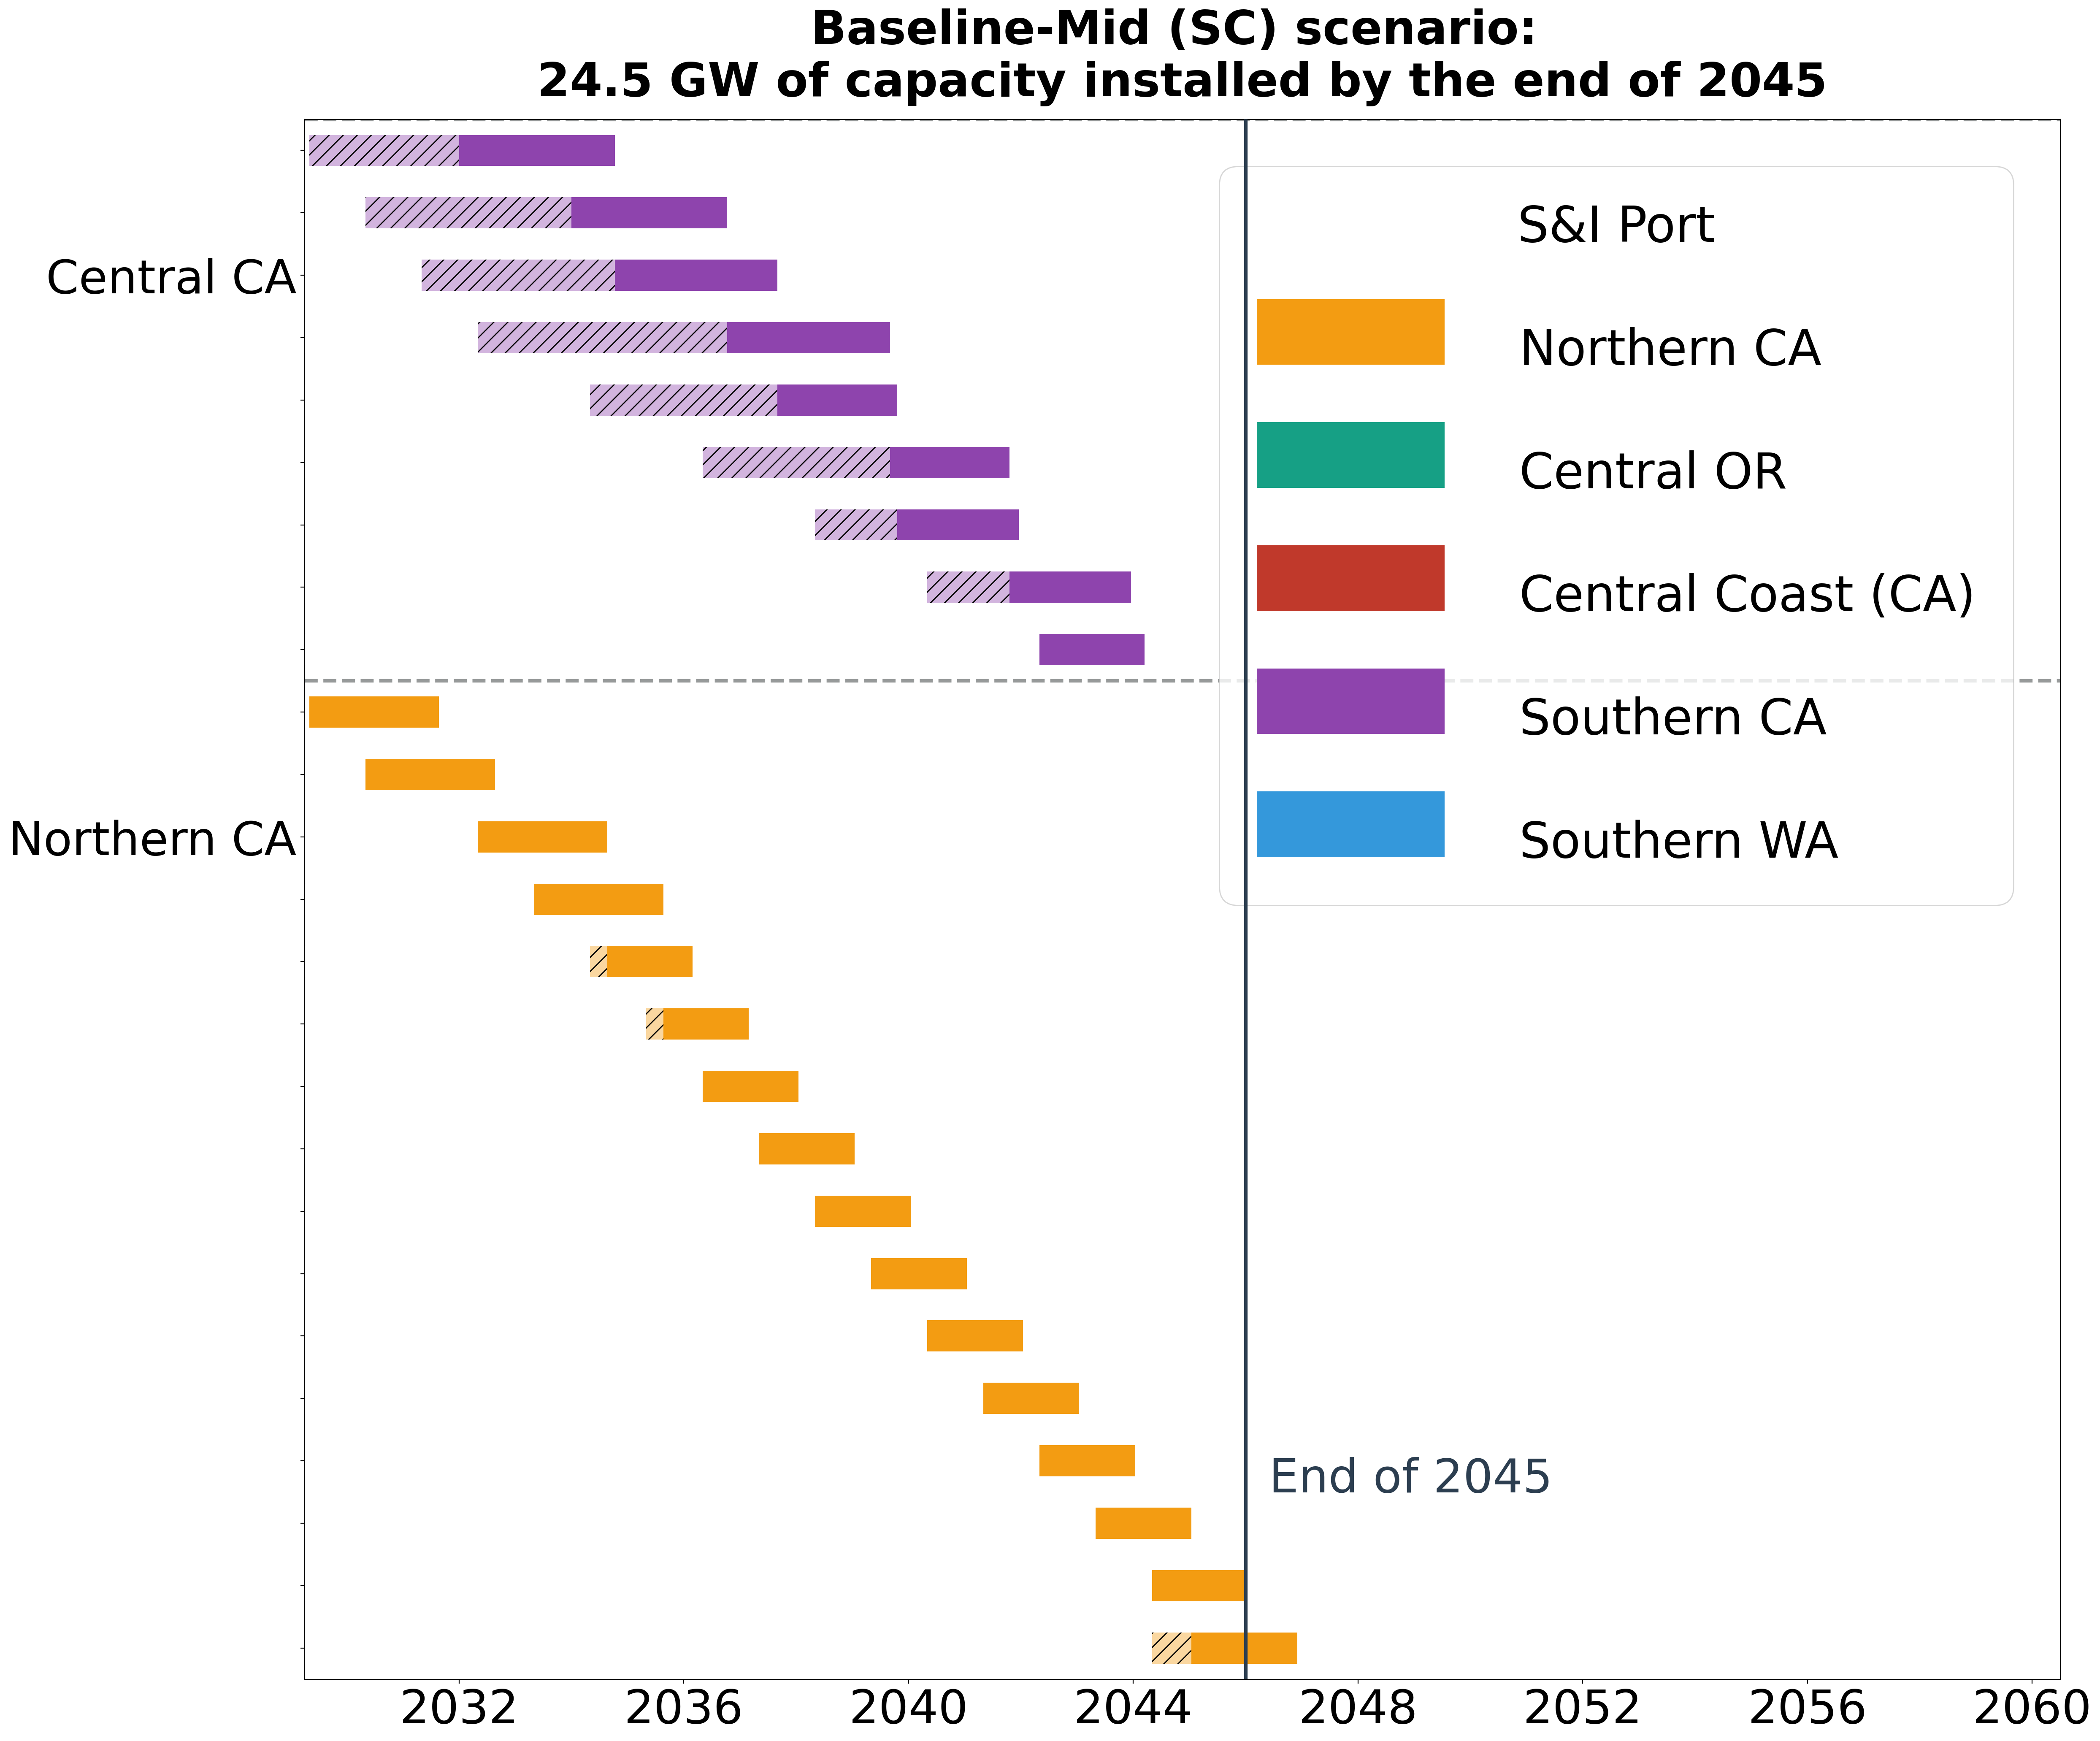 Baseline-Mid (SC) scenario:
24.5 GW of capacity installed by the end of 2045
Central CA
Northern CA
S&I Port
Northern CA
Central OR
Central Coast (CA)
Southern CA
Southern WA
End of 2045
2032 2036 2040 2044 2048 2052 2056 2060